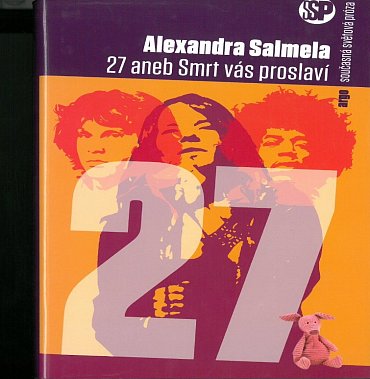 SSP
Alexandra Salmela
27 aneb Smrt vás proslaví
argo současná světová próza
27